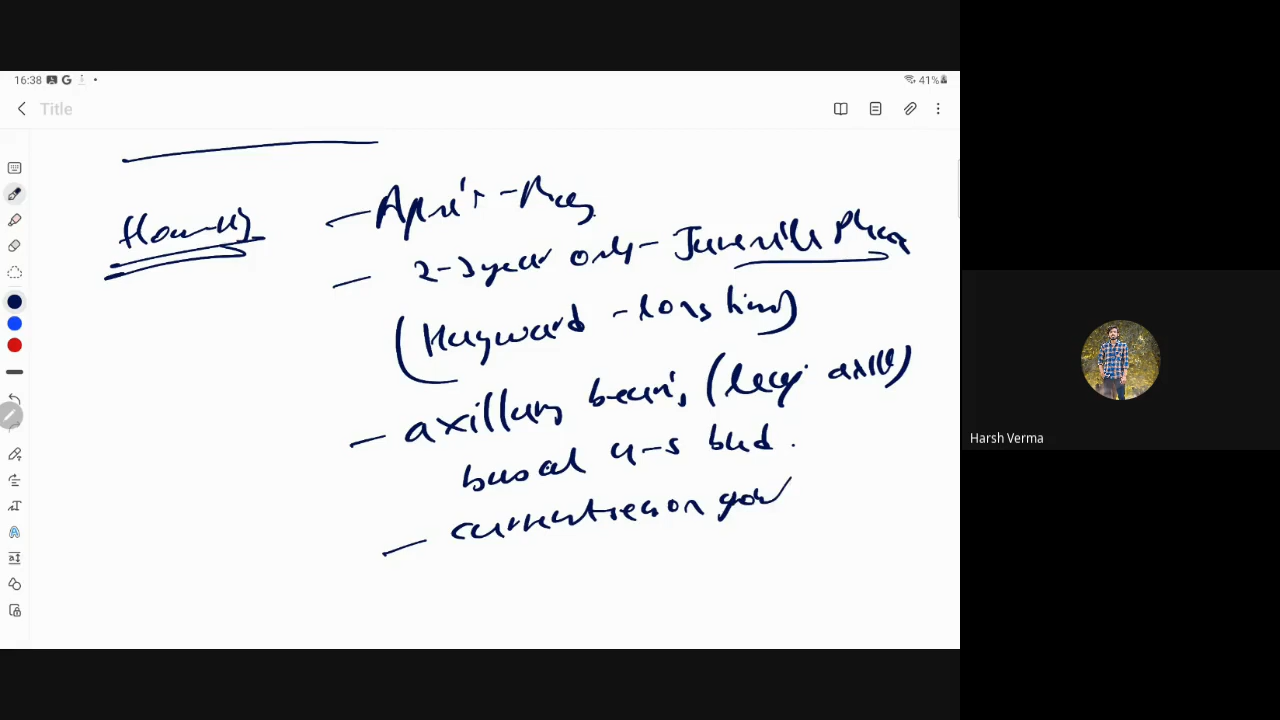 16:38 41%
Title
flowering
- April - May
- 2-3 year only - Juvenile phase
(Hayward - long time)
- axillary bearing (leaf axill)
basal 4-5 bud.
- current season grow
Harsh Verma